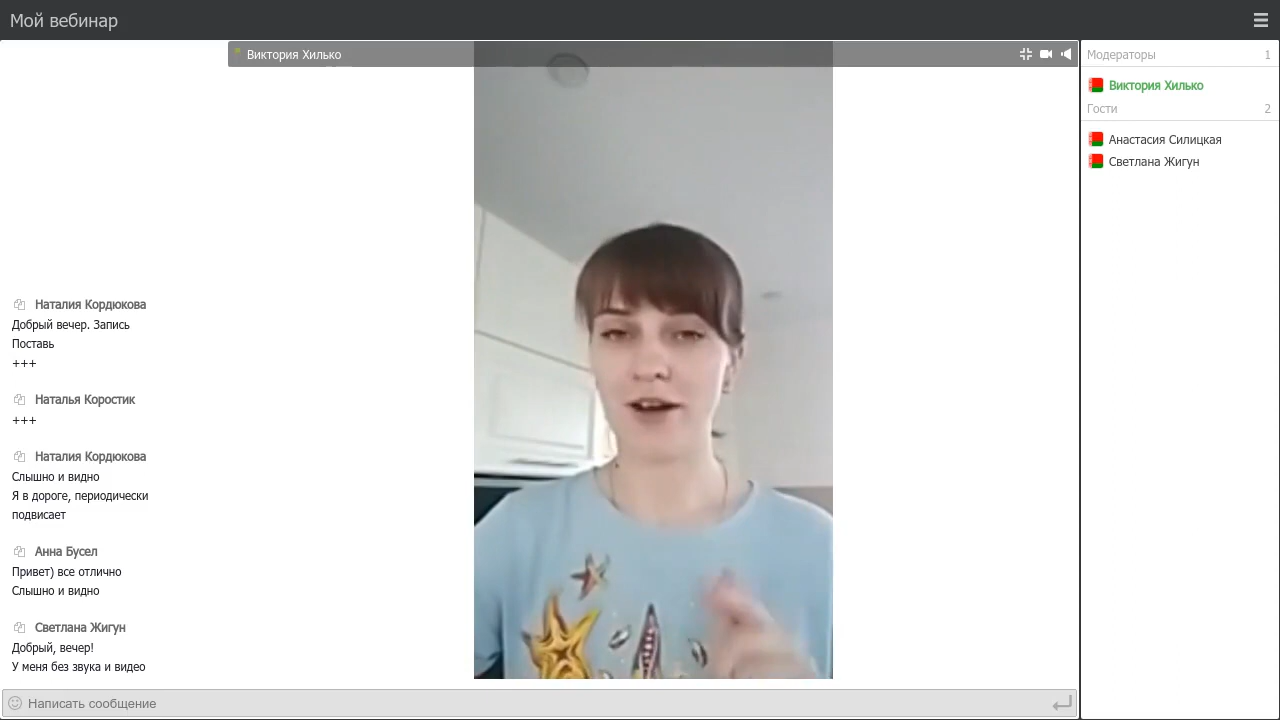 Мой вебинар
Виктория Хилько
Модераторы 1
Виктория Хилько
Гости 2
Анастасия Силицкая
Светлана Жигун
Наталия Кордюкова
Добрый вечер. Запись
Поставь
+++
Наталья Коростик
+++
Наталия Кордюкова
Слышно и видно
Я в дороге, периодически
подвисает
Анна Бусел
Привет) все отлично
Слышно и видно
Светлана Жигун
Добрый, вечер!
У меня без звука и видео
Написать сообщение